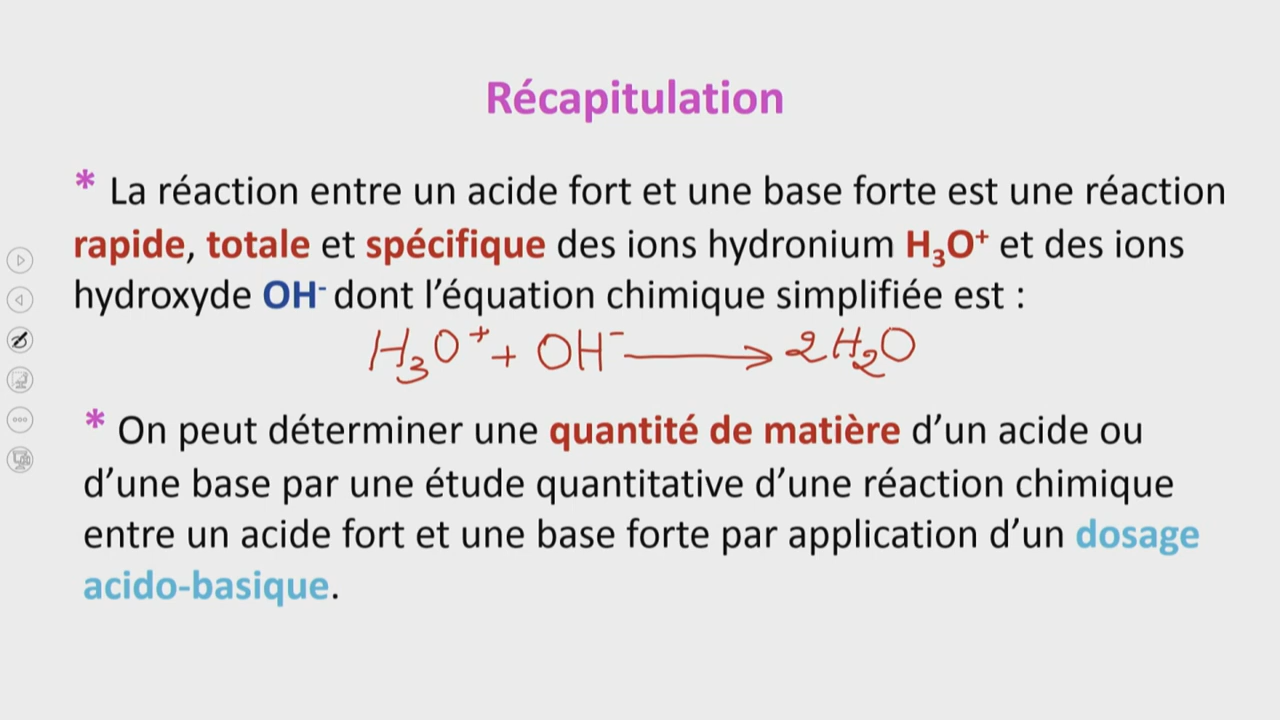 Récapitulation
* La réaction entre un acide fort et une base forte est une réaction
rapide, totale et spécifique des ions hydronium H₃O⁺ et des ions
hydroxyde OH⁻ dont l’équation chimique simplifiée est :
H₃O⁺ + OH⁻ ⟶ 2H₂O
* On peut déterminer une quantité de matière d’un acide ou
d’une base par une étude quantitative d’une réaction chimique
entre un acide fort et une base forte par application d’un dosage
acido-basique.